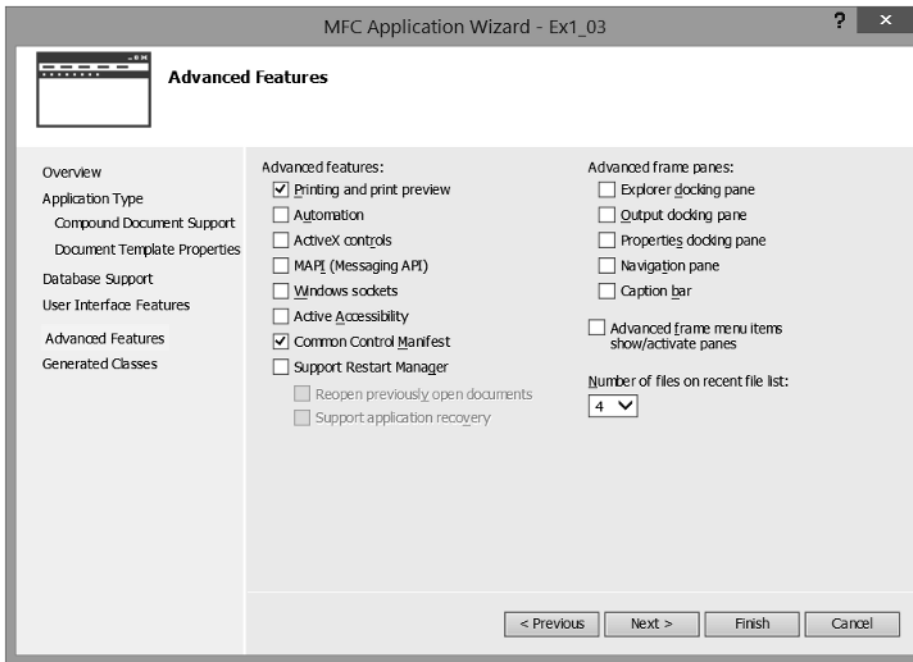 MFC Application Wizard - Ex1_03
?
Advanced Features
Overview
Application Type
Compound Document Support
Document Template Properties
Database Support
User Interface Features
Advanced Features
Generated Classes
Advanced features:
Printing and print preview
Automation
ActiveX controls
MAPI (Messaging API)
Windows sockets
Active Accessibility
Common Control Manifest
Support Restart Manager
Reopen previously open documents
Support application recovery
Advanced frame panes:
Explorer docking pane
Output docking pane
Properties docking pane
Navigation pane
Caption bar
Advanced frame menu items
show/activate panes
Number of files on recent file list:
4
< Previous
Next >
Finish
Cancel